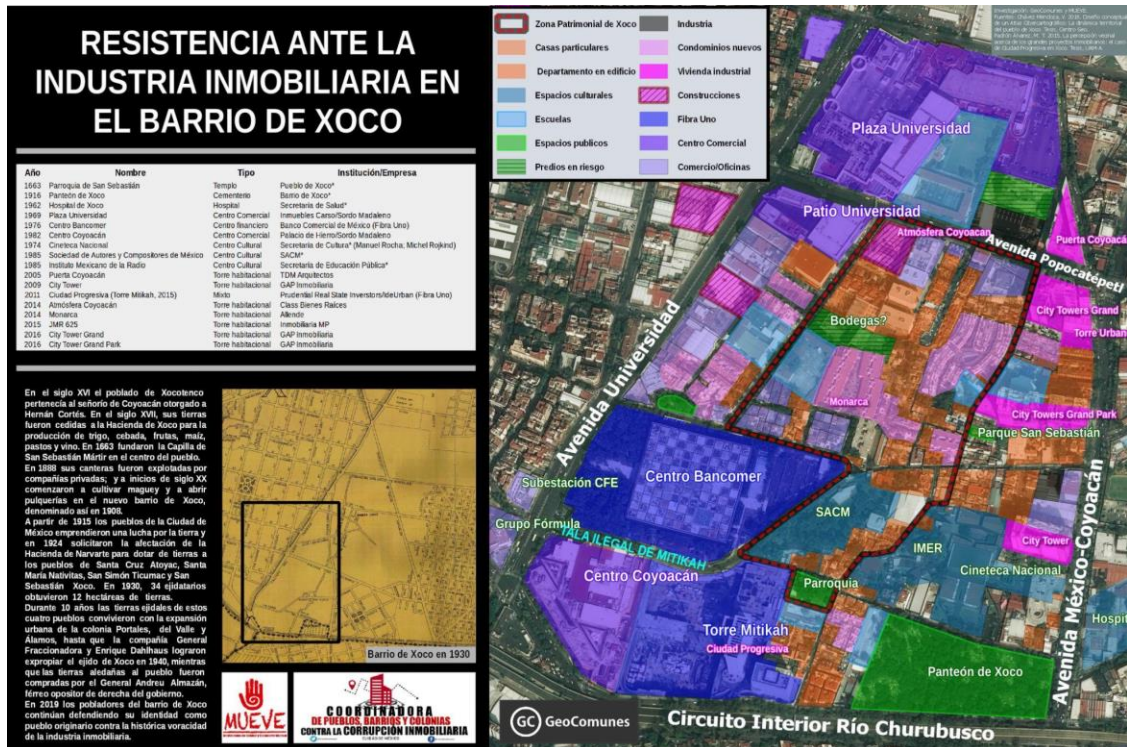 RESISTENCIA ANTE LA
INDUSTRIA INMOBILIARIA EN
EL BARRIO DE XOCO
Año Nombre Tipo Institución/Empresa
1663 Parroquia de San Sebastián Templo Pueblo de Xoco*
1916 Panteón de Xoco Cementerio Barrio de Xoco*
1962 Hospital de Xoco Hospital Secretaría de Salud*
1969 Plaza Universidad Centro Comercial Inmuebles Carso/Sordo Madaleno
1976 Centro Bancomer Centro financiero Banco Comercial de México (Fibra Uno)
1982 Centro Coyoacán Centro Comercial Palacio de Hierro/Sordo Madaleno
1974 Cineteca Nacional Centro Cultural Secretaria de Cultura* (Manuel Rocha; Michel Rojkind)
1985 Sociedad de Autores y Compositores de México Centro Cultural SACM*
1985 Instituto Mexicano de la Radio Centro Cultural Secretaría de Educación Pública*
2005 Puerta Coyoacán Torre habitacional TDM Arquitectos
2009 City Tower Torre habitacional GAP Inmobiliaria
2011 Ciudad Progresiva (Torre Mitikah, 2015) Mixto Prudential Real State Inverstors/IdeUrban (Fibra Uno)
2014 Atmósfera Coyoacán Torre habitacional Class Bienes Raíces
2014 Monarca Torre habitacional Allende
2015 JMR 625 Torre habitacional Inmobiliaria MP
2016 City Tower Grand Torre habitacional GAP Inmobiliaria
2016 City Tower Grand Park Torre habitacional GAP Inmobiliaria
En el siglo XVI el poblado de Xocotenco
pertenecía al señorío de Coyoacán otorgado a
Hernán Cortés. En el siglo XVII, sus tierras
fueron cedidas a la Hacienda de Xoco para la
producción de trigo, cebada, frutas, maíz,
pastos y vino. En 1663 fundaron la Capilla de
San Sebastián Mártir en el centro del pueblo.
En 1888 sus canteras fueron explotadas por
compañías privadas; y a inicios de siglo XX
comenzaron a cultivar maguey y a abrir
pulquerías en el nuevo barrio de Xoco,
denominado así en 1908.
A partir de 1915 los pueblos de la Ciudad de
México emprendieron una lucha por la tierra y
en 1924 solicitaron la afectación de la
Hacienda de Narvarte para dotar de tierras a
los pueblos de Santa Cruz Atoyac, Santa
María Nativitas, San Simón Ticumac y San
Sebastián Xoco. En 1930, 34 ejidatarios
obtuvieron 12 hectáreas de tierras.
Durante 10 años las tierras ejidales de estos
cuatro pueblos convivieron con la expansión
urbana de la colonia Portales, del Valle y
Álamos, hasta que la compañía General
Fraccionadora y Enrique Dahlhaus lograron
expropiar el ejido de Xoco en 1940, mientras
que las tierras aledañas al pueblo fueron
compradas por el General Andreu Almazán,
férreo opositor de derecha del gobierno.
En 2019 los pobladores del barrio de Xoco
continúan defendiendo su identidad como
pueblo originario contra la histórica voracidad
de la industria inmobiliaria.
Barrio de Xoco en 1930
MUEVE
COORDINADORA
DE PUEBLOS, BARRIOS Y COLONIAS
CONTRA LA CORRUPCIÓN INMOBILIARIA
Zona Patrimonial de Xoco
Casas particulares
Departamento en edificio
Espacios culturales
Escuelas
Espacios publicos
Predios en riesgo
Industria
Condominios nuevos
Vivienda industrial
Construcciones
Fibra Uno
Centro Comercial
Comercio/Oficinas
Investigación: GeoComunes y MUEVE.
Plaza Universidad
Patio Universidad
Atmósfera Coyoacan
Puerta Coyoacá
Avenida Popocatépetl
City Towers Grand
Torre Urban
Bodegas?
Avenida Universidad
Monarca
City Towers Grand Park
Parque San Sebastián
Centro Bancomer
Subestación CFE
SACM
Grupo Fórmula
TALA ILEGAL DE MITIKAH
IMER
City Tower
Cineteca Nacional
Centro Coyoacán
Parroquia
Avenida México-Coyoacán
Hospit
Torre Mitikah
Ciudad Progresiva
Panteón de Xoco
GC GeoComunes
Circuito Interior Río Churubusco